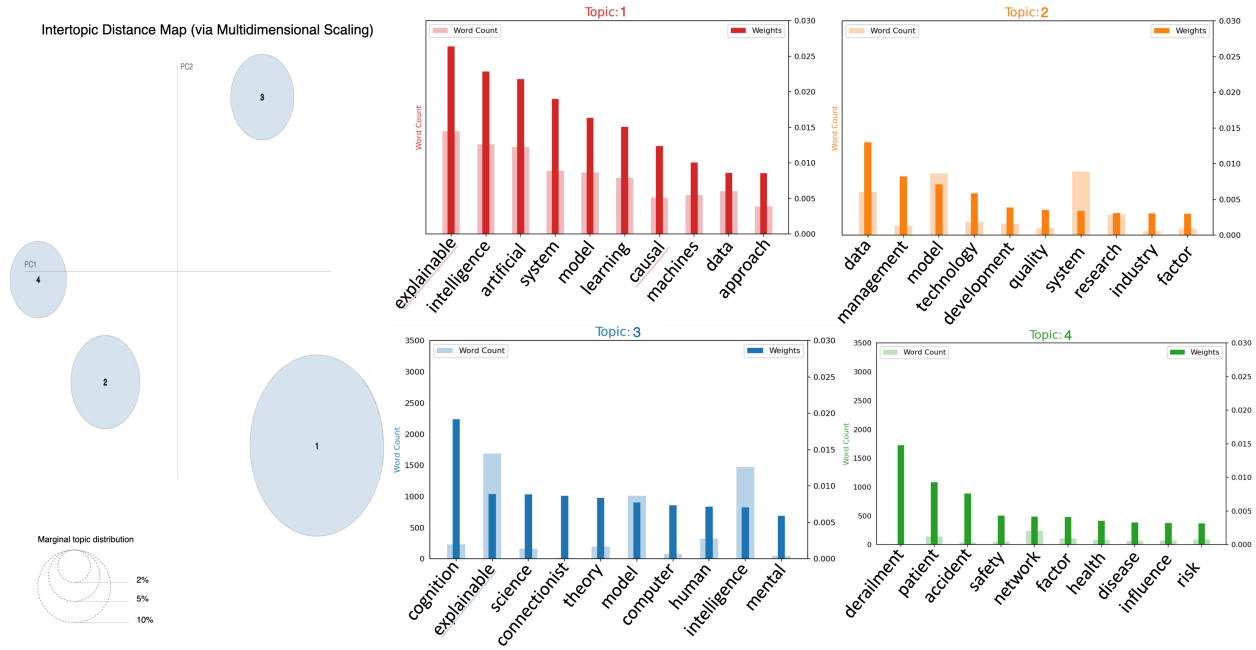 Intertopic Distance Map (via Multidimensional Scaling)
PC2
3
PC1
4
2
1
Marginal topic distribution
2%
5%
10%
Topic: 1
Word Count
Weights
Word Count
0.030
0.025
0.020
0.015
0.010
0.005
0.000
explainable
intelligence
artificial
system
model
learning
causal
machines
data
approach
Topic: 2
Word Count
Weights
Word Count
0.030
0.025
0.020
0.015
0.010
0.005
0.000
data
management
model
technology
development
quality
system
research
industry
factor
Topic: 3
Word Count
Weights
Word Count
3500
3000
2500
2000
1500
1000
500
0
0.030
0.025
0.020
0.015
0.010
0.005
0.000
cognition
explainable
science
connectionist
theory
model
computer
human
intelligence
mental
Topic: 4
Word Count
Weights
Word Count
3500
3000
2500
2000
1500
1000
500
0
0.030
0.025
0.020
0.015
0.010
0.005
0.000
derailment
patient
accident
safety
network
factor
health
disease
influence
risk